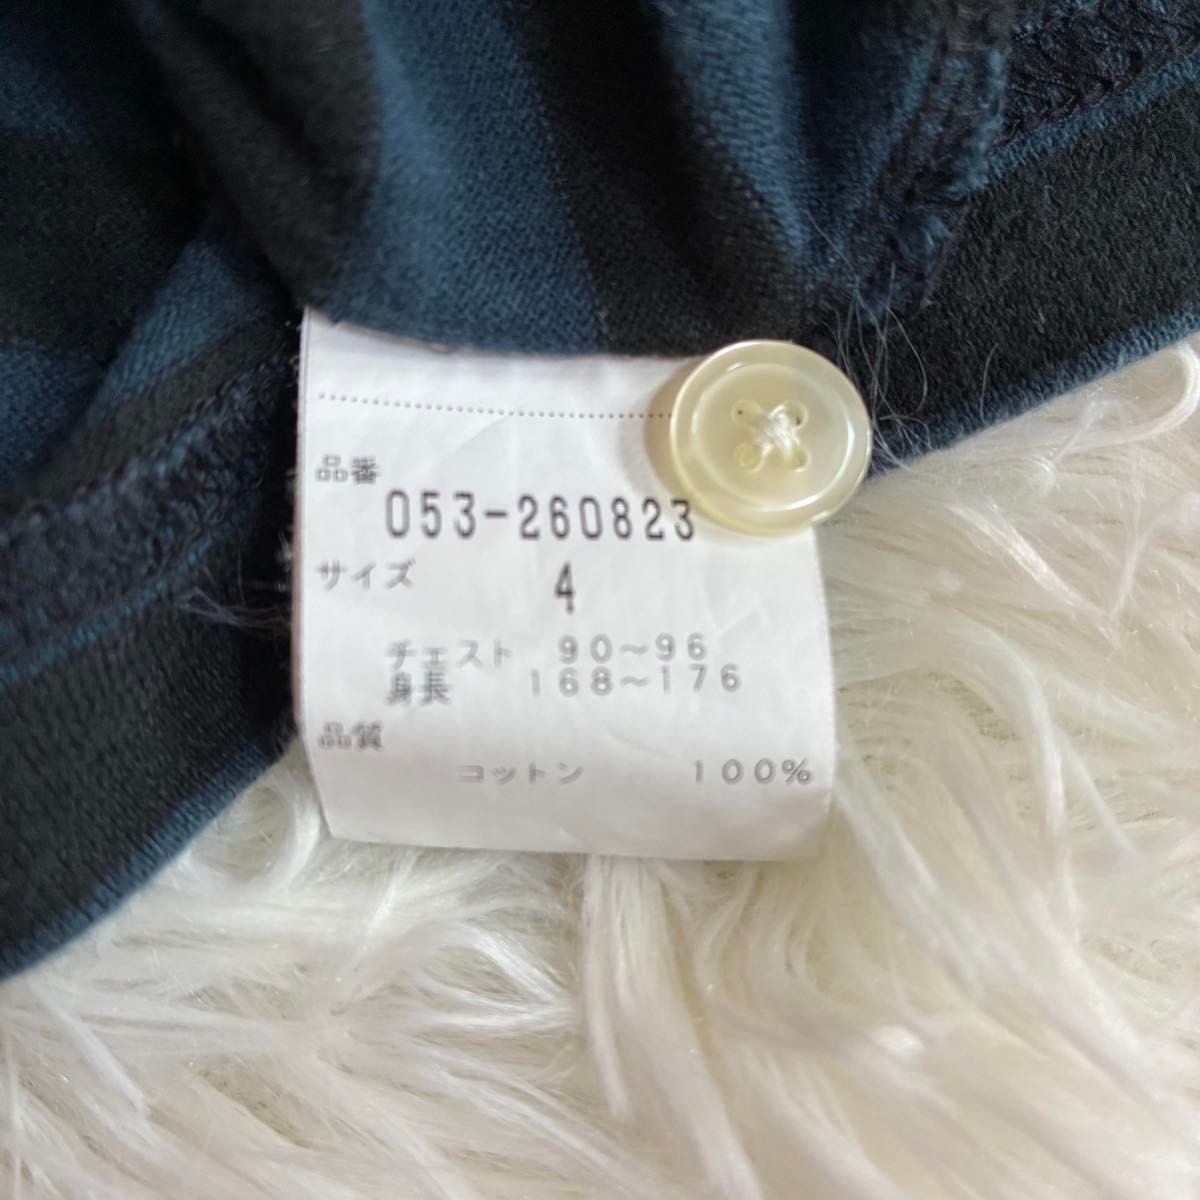 品番
053-260823
サイズ 4
チェスト 90～96
身長 168～176
品質
コットン 100%